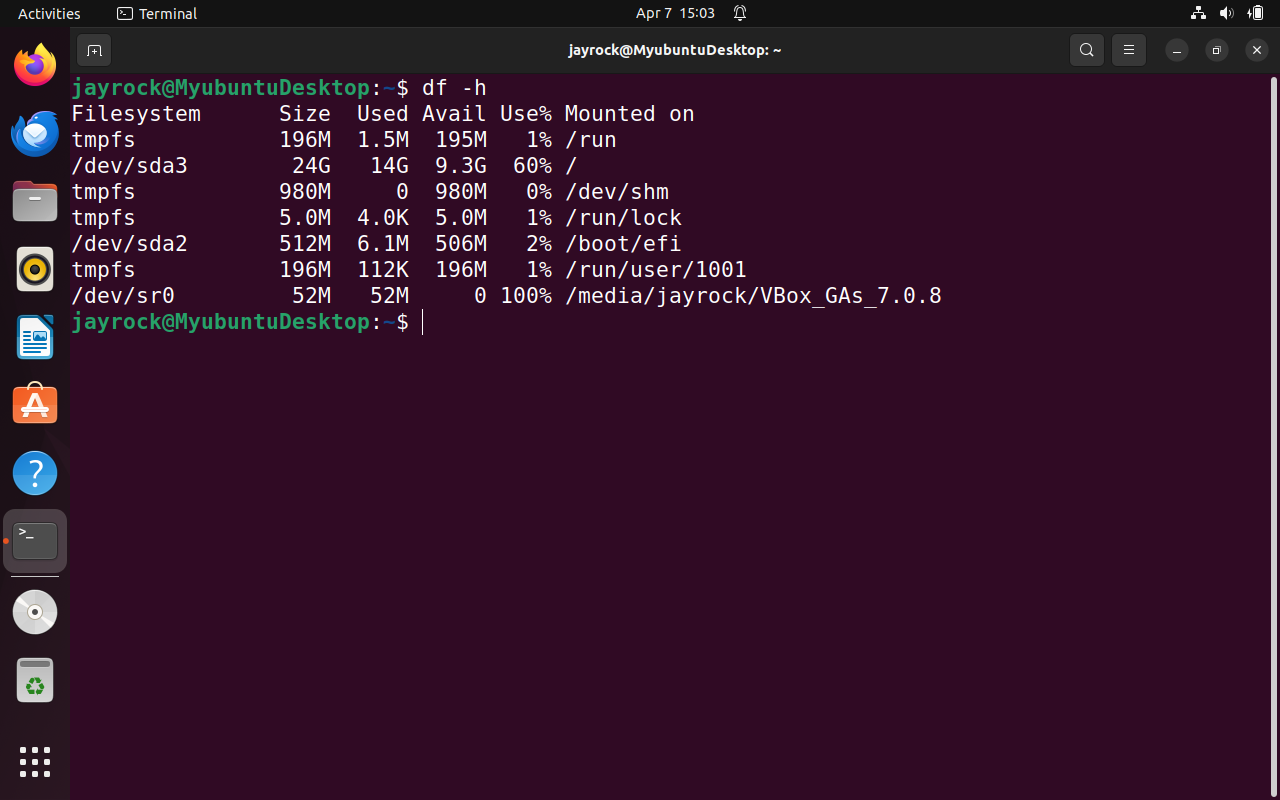 Activities Terminal Apr 7 15:03
jayrock@MyubuntuDesktop: ~
jayrock@MyubuntuDesktop:~$ df -h
Filesystem      Size  Used Avail Use% Mounted on
tmpfs           196M  1.5M  195M   1% /run
/dev/sda3        24G   14G  9.3G  60% /
tmpfs           980M     0  980M   0% /dev/shm
tmpfs           5.0M  4.0K  5.0M   1% /run/lock
/dev/sda2       512M  6.1M  506M   2% /boot/efi
tmpfs           196M  112K  196M   1% /run/user/1001
/dev/sr0         52M   52M     0 100% /media/jayrock/VBox_GAs_7.0.8
jayrock@MyubuntuDesktop:~$